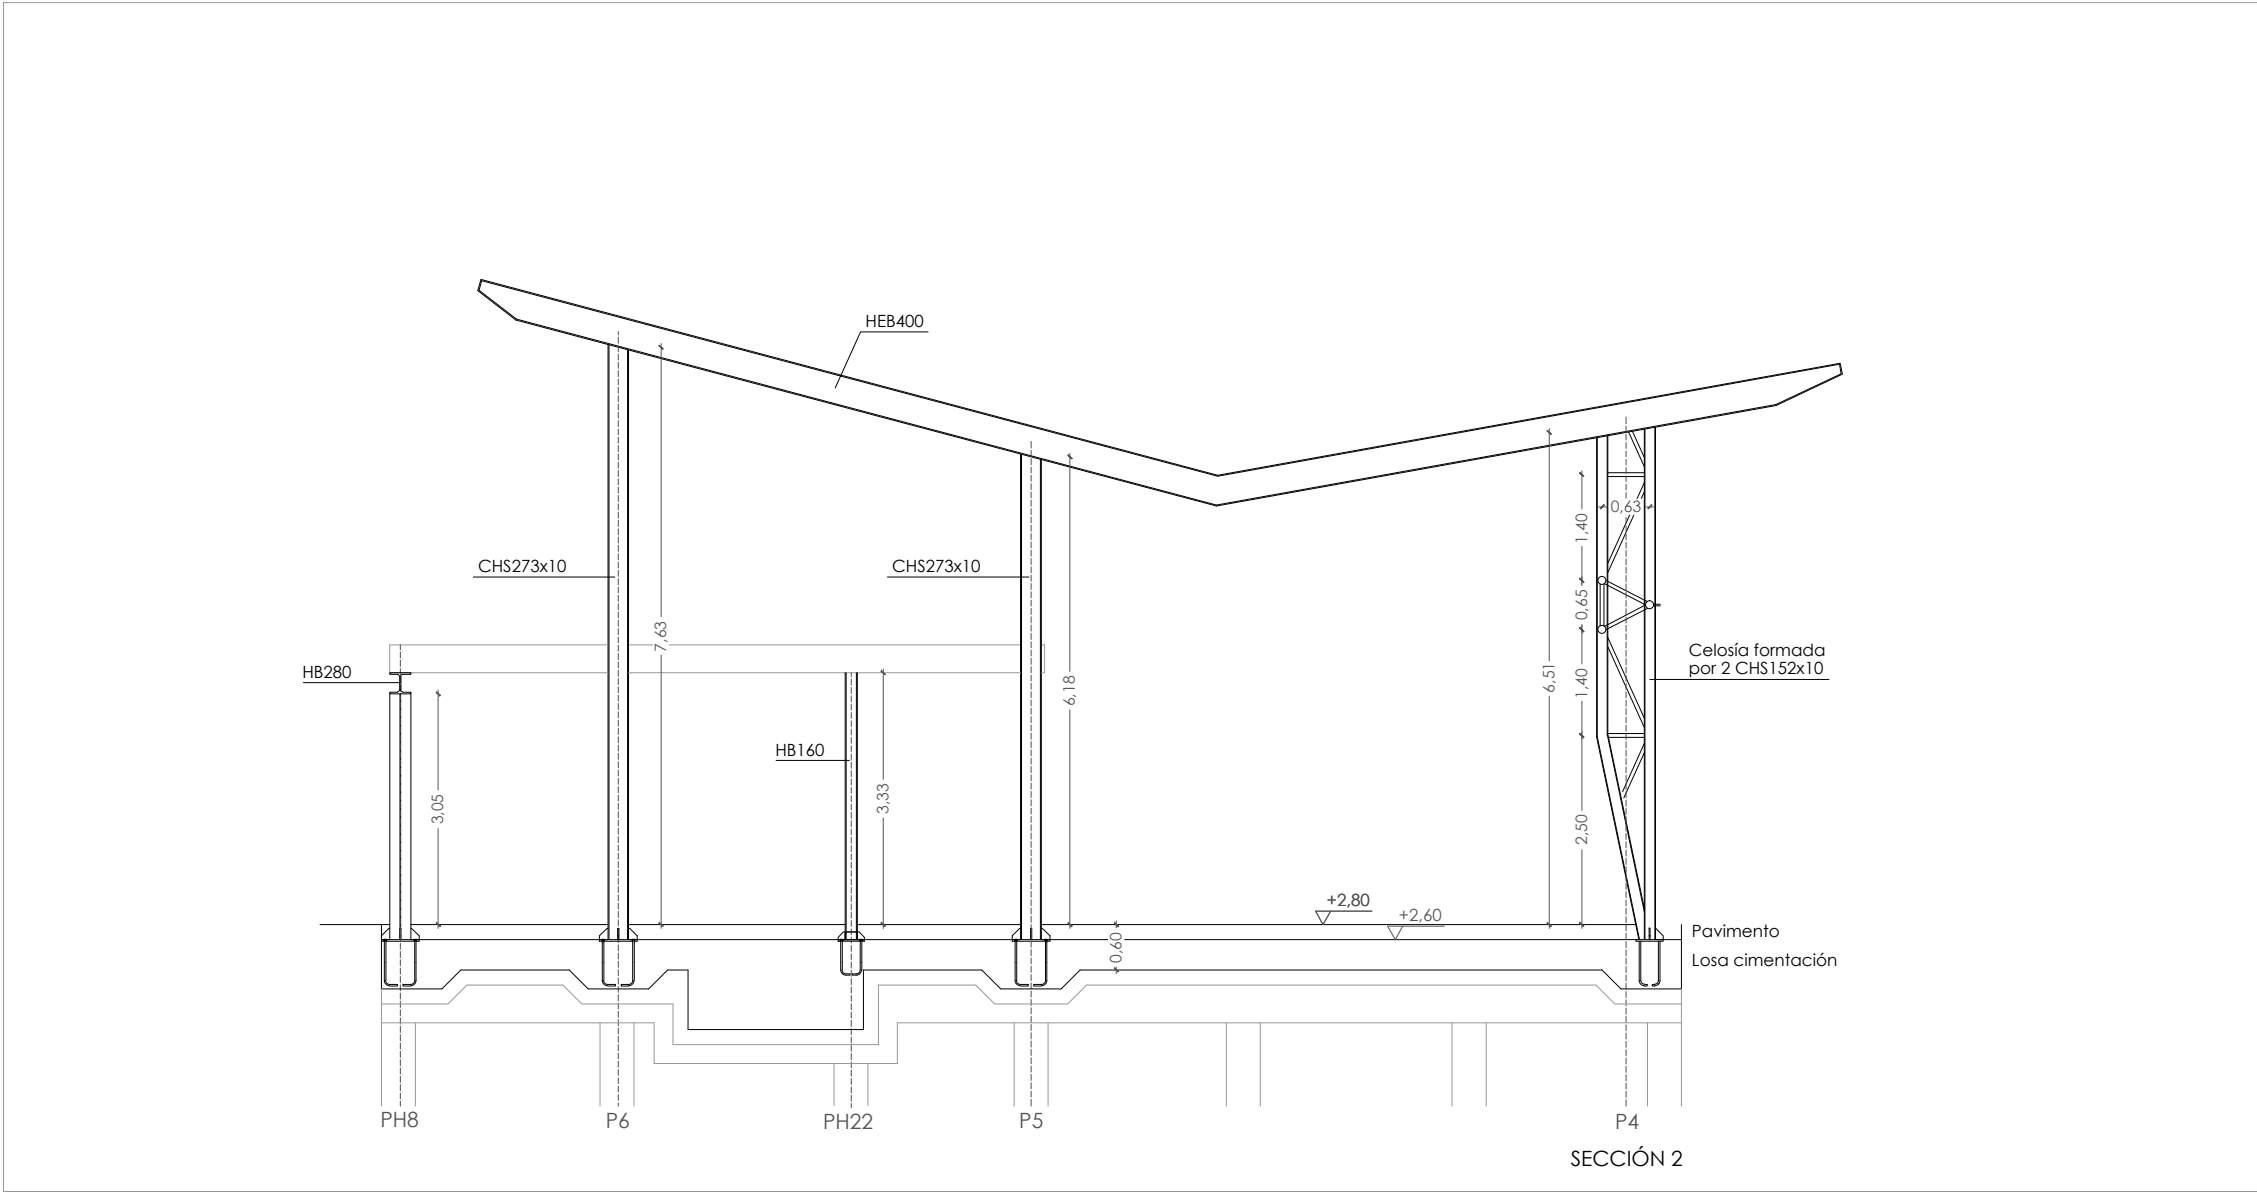 HEB400
0,63
1,40
CHS273x10
CHS273x10
0,65
7,63
Celosía formada
por 2 CHS152x10
HB280
6,18
6,51
1,40
HB160
3,05
3,33
2,50
+2,80
+2,60
0,60
Pavimento
Losa cimentación
PH8
P6
PH22
P5
P4
SECCIÓN 2